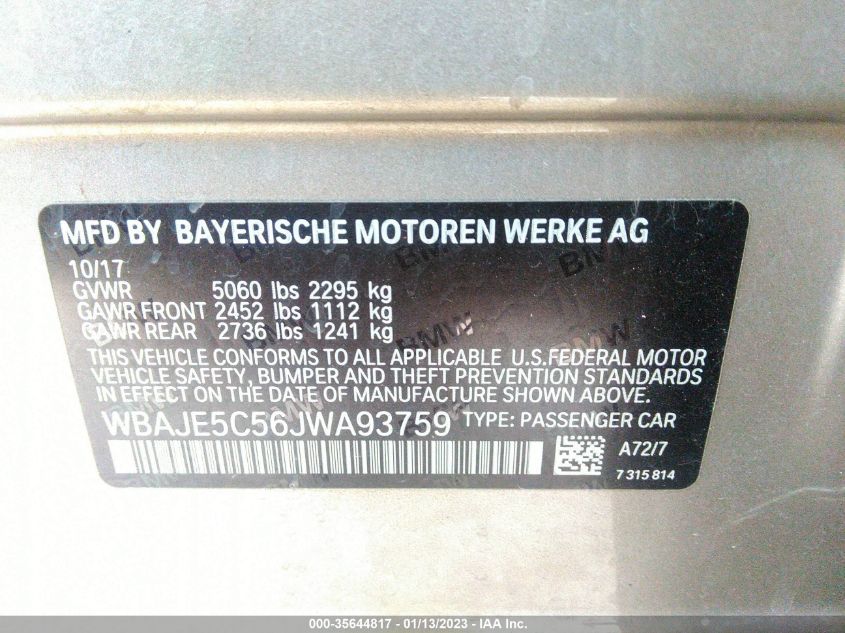 MFD BY BAYERISCHE MOTOREN WERKE AG
10/17
GVWR 5060 lbs 2295 kg
GAWR FRONT 2452 lbs 1112 kg
GAWR REAR 2736 lbs 1241 kg
THIS VEHICLE CONFORMS TO ALL APPLICABLE U.S.FEDERAL MOTOR
VEHICLE SAFETY, BUMPER AND THEFT PREVENTION STANDARDS
IN EFFECT ON THE DATE OF MANUFACTURE SHOWN ABOVE.
WBAJE5C56JWA93759 TYPE: PASSENGER CAR
A72/7
7 315 814
000-35644817 - 01/13/2023 - IAA Inc.